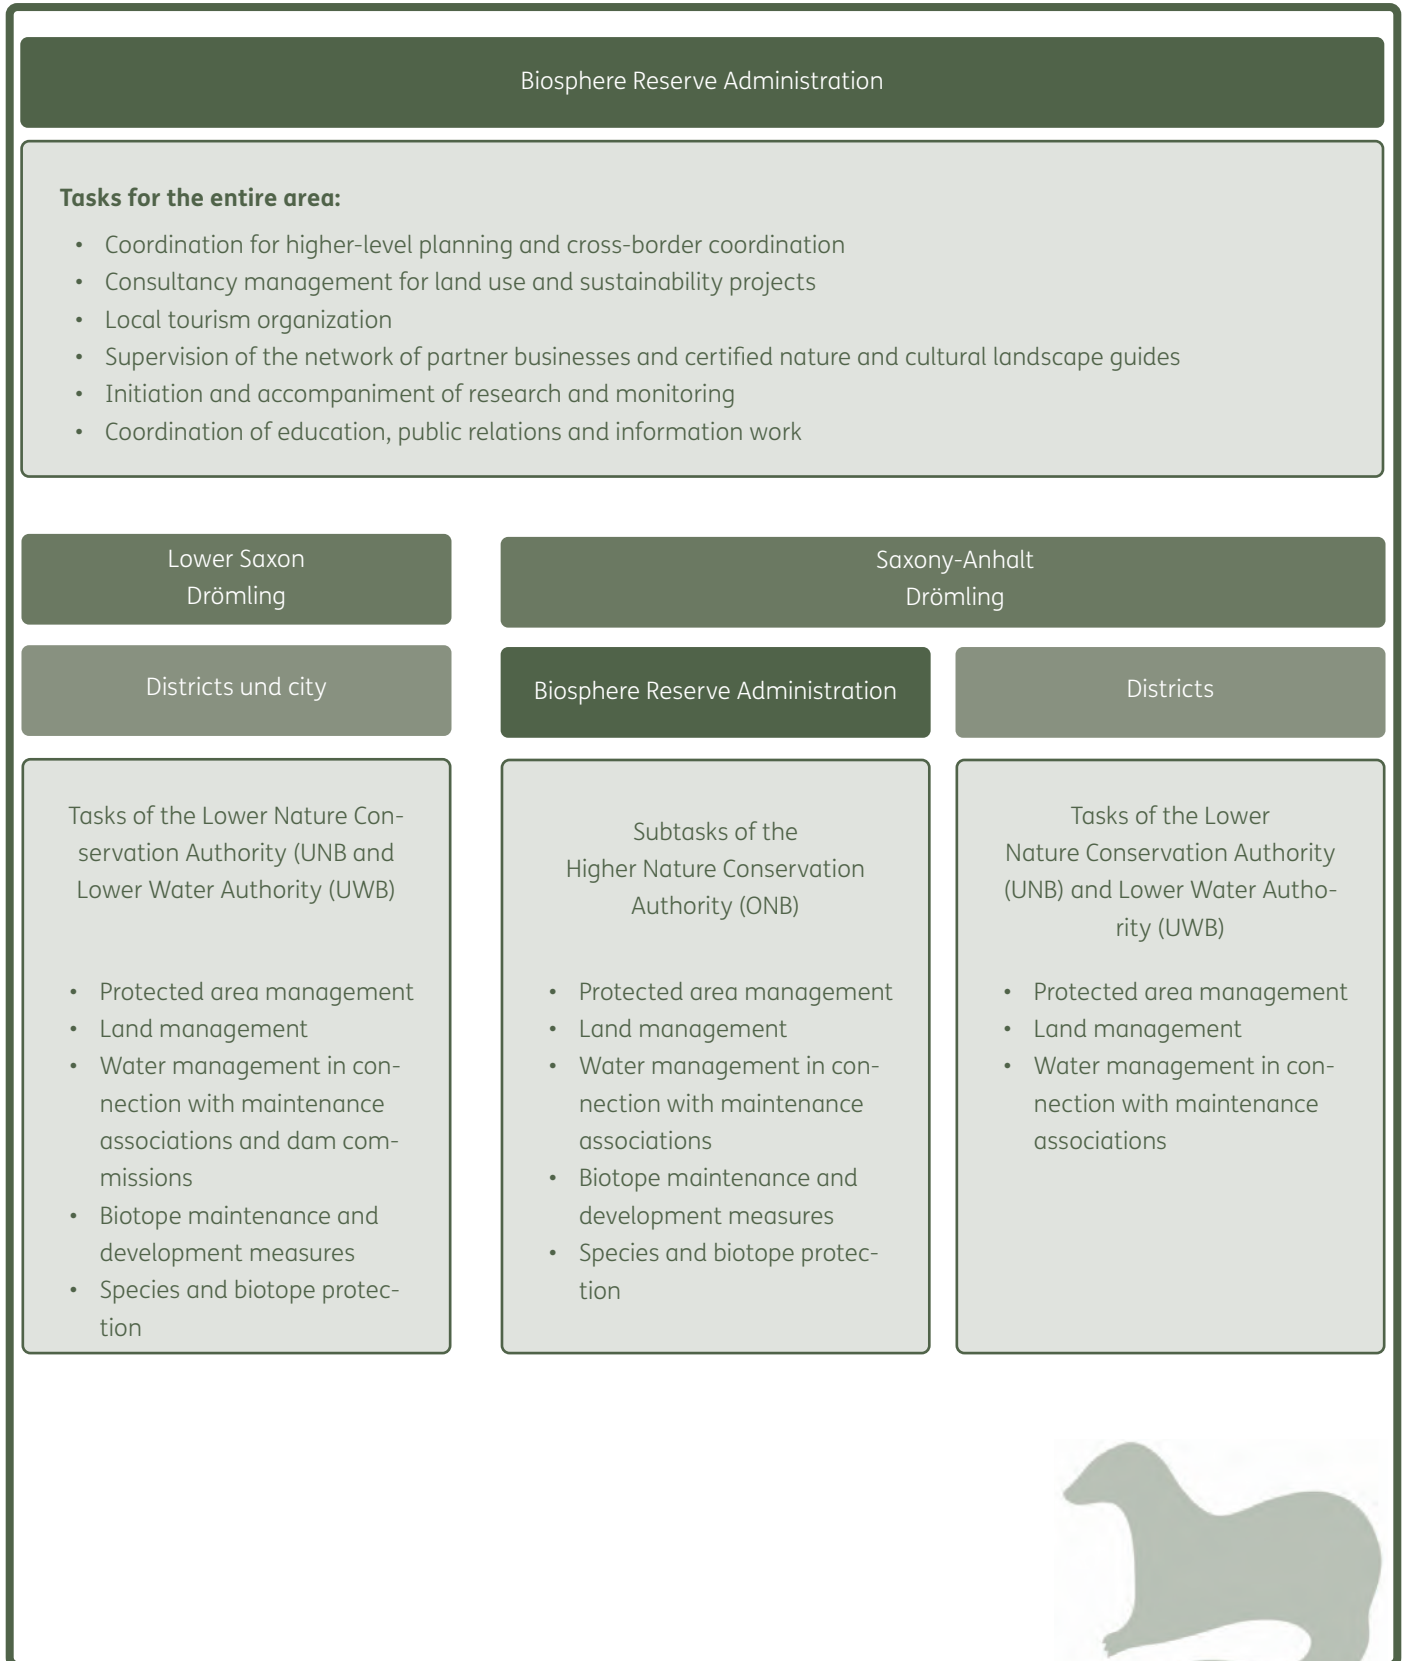 Biosphere Reserve Administration
Tasks for the entire area:
• Coordination for higher-level planning and cross-border coordination
• Consultancy management for land use and sustainability projects
• Local tourism organization
• Supervision of the network of partner businesses and certified nature and cultural landscape guides
• Initiation and accompaniment of research and monitoring
• Coordination of education, public relations and information work
Lower Saxon
Drömling
Districts und city
Tasks of the Lower Nature Con-
servation Authority (UNB and
Lower Water Authority (UWB)
• Protected area management
• Land management
• Water management in con-
nection with maintenance
associations and dam com-
missions
• Biotope maintenance and
development measures
• Species and biotope protec-
tion
Saxony-Anhalt
Drömling
Biosphere Reserve Administration
Subtasks of the
Higher Nature Conservation
Authority (ONB)
• Protected area management
• Land management
• Water management in con-
nection with maintenance
associations
• Biotope maintenance and
development measures
• Species and biotope protec-
tion
Districts
Tasks of the Lower
Nature Conservation Authority
(UNB) and Lower Water Autho-
rity (UWB)
• Protected area management
• Land management
• Water management in con-
nection with maintenance
associations